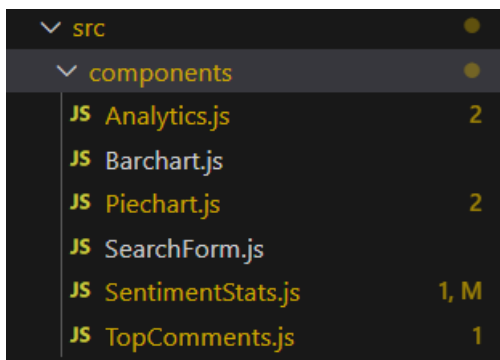 src
components
JS Analytics.js 2
JS Barchart.js
JS Piechart.js 2
JS SearchForm.js
JS SentimentStats.js 1, M
JS TopComments.js 1